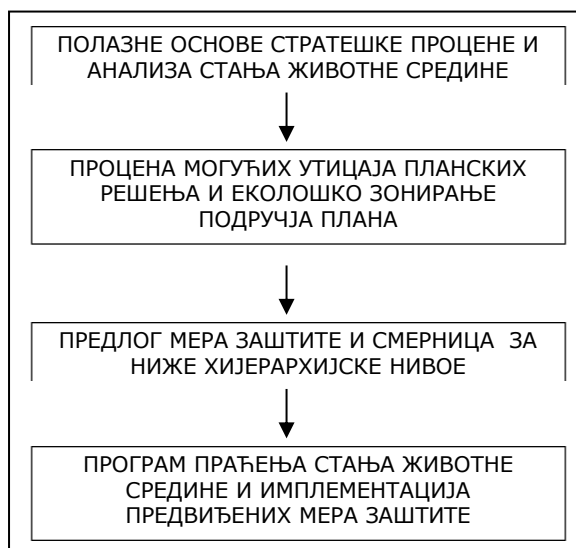 ПОЛАЗНЕ ОСНОВЕ СТРАТЕШКЕ ПРОЦЕНЕ И
АНАЛИЗА СТАЊА ЖИВОТНЕ СРЕДИНЕ
ПРОЦЕНА МОГУЋИХ УТИЦАЈА ПЛАНСКИХ
РЕШЕЊА И ЕКОЛОШКО ЗОНИРАЊЕ
ПОДРУЧЈА ПЛАНА
ПРЕДЛОГ МЕРА ЗАШТИТЕ И СМЕРНИЦА ЗА
НИЖЕ ХИЈЕРАРХИЈСКЕ НИВОЕ
ПРОГРАМ ПРАЋЕЊА СТАЊА ЖИВОТНЕ
СРЕДИНЕ И ИМПЛЕМЕНТАЦИЈА
ПРЕДВИЂЕНИХ МЕРА ЗАШТИТЕ